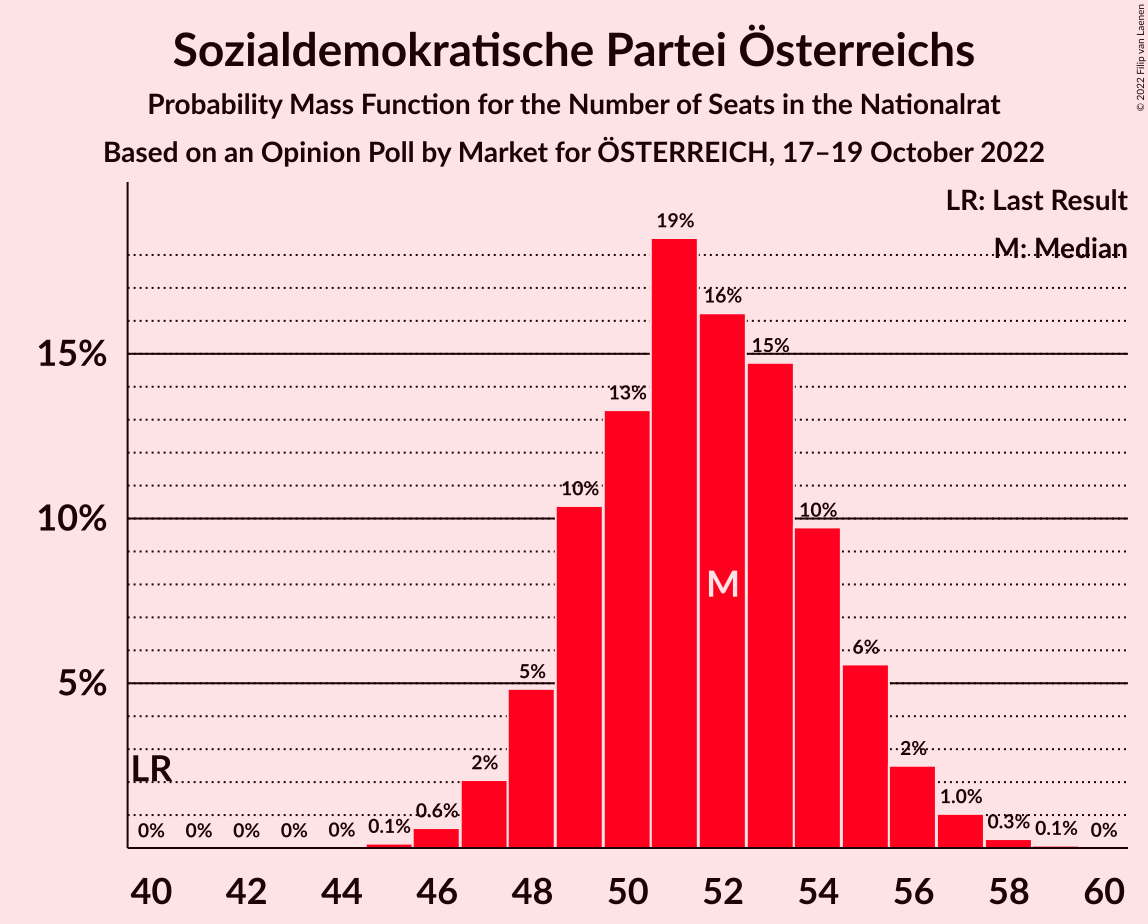 Sozialdemokratische Partei Österreichs
Probability Mass Function for the Number of Seats in the Nationalrat
Based on an Opinion Poll by Market for ÖSTERREICH, 17–19 October 2022
© 2022 Filip van Laenen
LR: Last Result
M: Median
19%
16%
15%
15%
13%
10%
10%
10%
M
6%
5%
5%
2%
2%
LR
1.0%
0.6%
0.3%
0% 0% 0% 0% 0% 0.1% 0.1% 0%
40 42 44 46 48 50 52 54 56 58 60